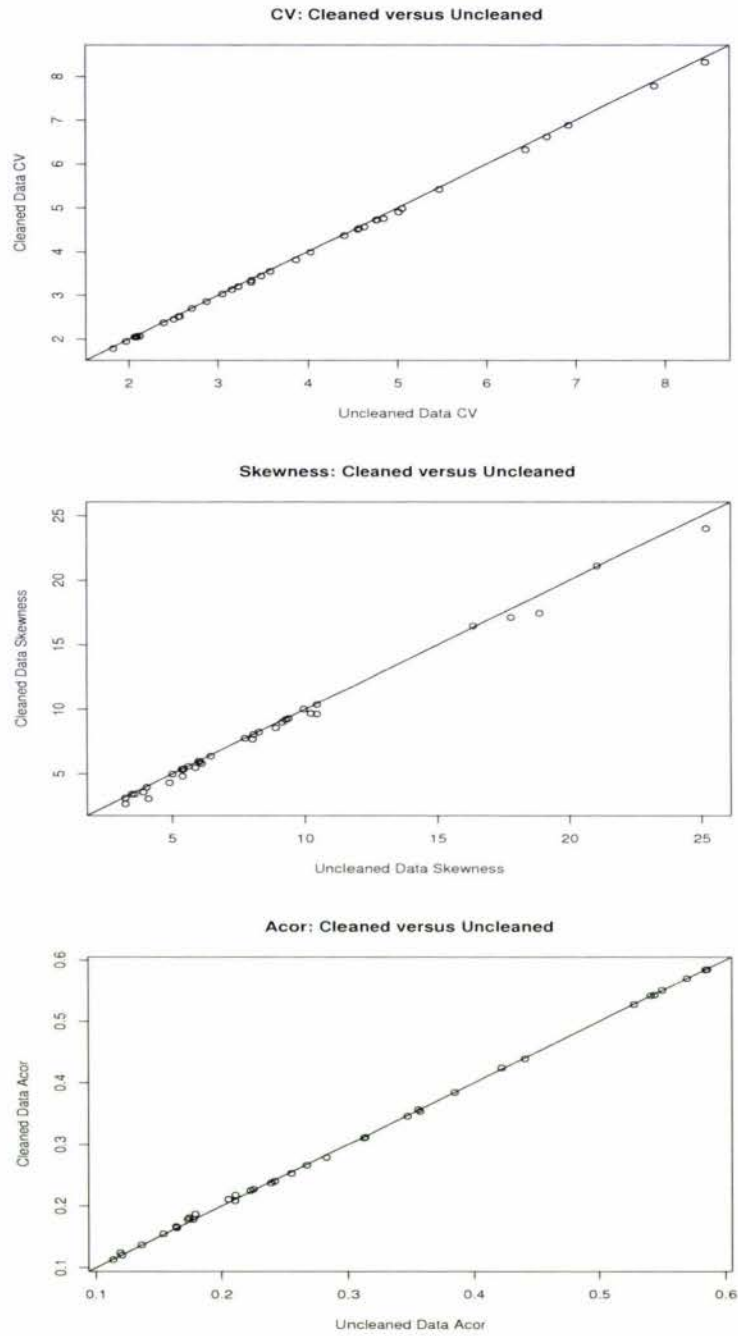 CV: Cleaned versus Uncleaned
Cleaned Data CV
8
7
6
5
4
3
2
2 3 4 5 6 7 8
Uncleaned Data CV
Skewness: Cleaned versus Uncleaned
Cleaned Data Skewness
25
20
15
10
5
5 10 15 20 25
Uncleaned Data Skewness
Acor: Cleaned versus Uncleaned
Cleaned Data Acor
0.6
0.5
0.4
0.3
0.2
0.1
0.1 0.2 0.3 0.4 0.5 0.6
Uncleaned Data Acor